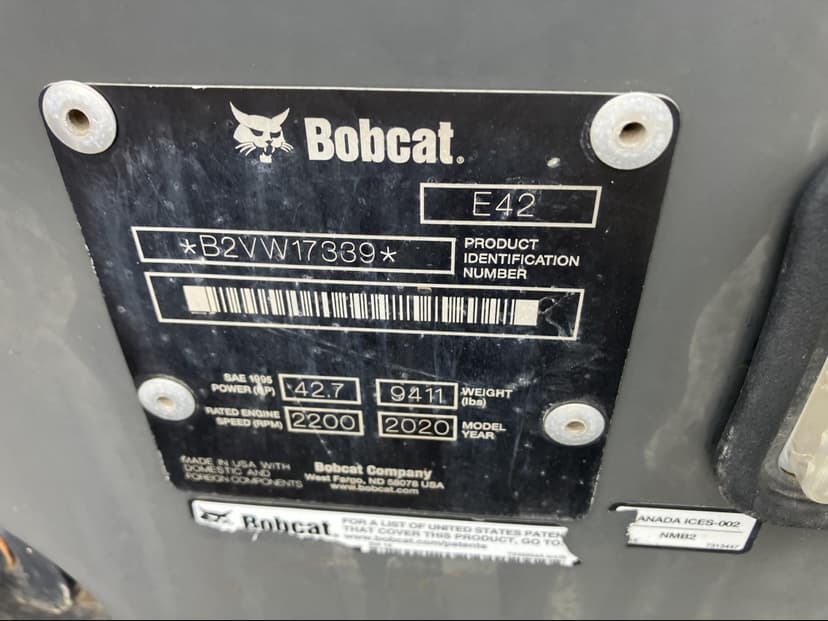 Bobcat.
E42
*B2VW17339*
PRODUCT
IDENTIFICATION
NUMBER
SAE 1995
POWER (HP) 42.7 9411 WEIGHT (lbs)
RATED ENGINE
SPEED (RPM) 2200 2020 MODEL YEAR
MADE IN USA WITH
DOMESTIC AND
FOREIGN COMPONENTS
Bobcat Company
West Fargo, ND 58078 USA
www.bobcat.com
Bobcat.
FOR A LIST OF UNITED STATES PATEN
THAT COVER THIS PRODUCT, GO TO
www.bobcat.com/patents
ANADA ICES-002
NMB2